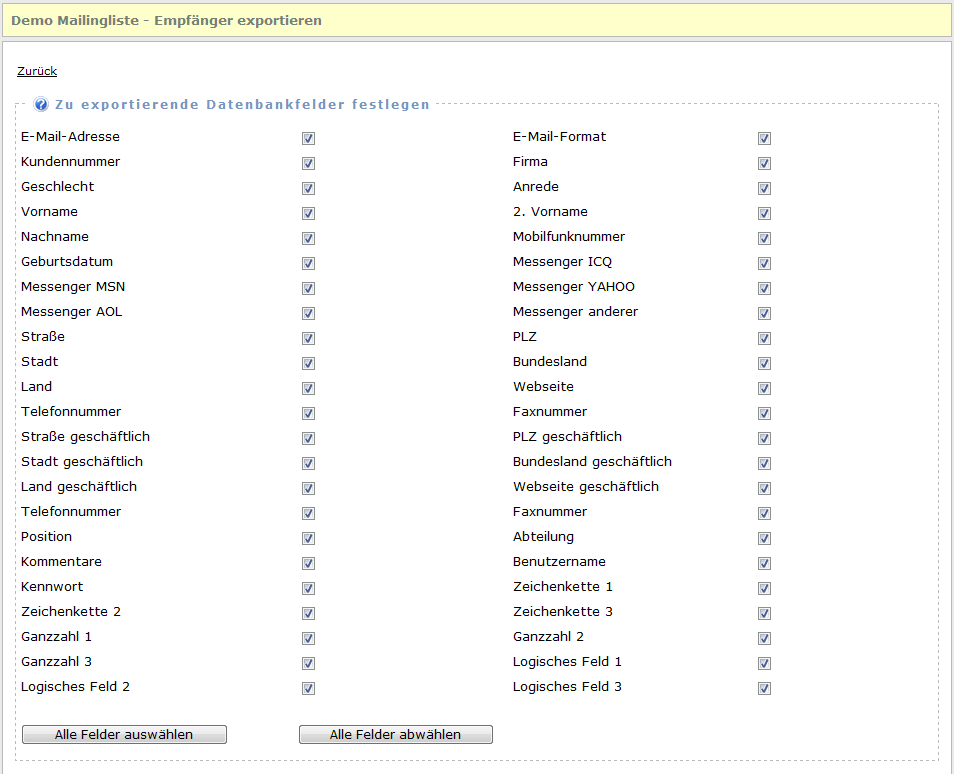 Demo Mailingliste - Empfänger exportieren
Zurück
Zu exportierende Datenbankfelder festlegen
E-Mail-Adresse E-Mail-Format
Kundennummer Firma
Geschlecht Anrede
Vorname 2. Vorname
Nachname Mobilfunknummer
Geburtsdatum Messenger ICQ
Messenger MSN Messenger YAHOO
Messenger AOL Messenger anderer
Straße PLZ
Stadt Bundesland
Land Webseite
Telefonnummer Faxnummer
Straße geschäftlich PLZ geschäftlich
Stadt geschäftlich Bundesland geschäftlich
Land geschäftlich Webseite geschäftlich
Telefonnummer Faxnummer
Position Abteilung
Kommentare Benutzername
Kennwort Zeichenkette 1
Zeichenkette 2 Zeichenkette 3
Ganzzahl 1 Ganzzahl 2
Ganzzahl 3 Logisches Feld 1
Logisches Feld 2 Logisches Feld 3
Alle Felder auswählen Alle Felder abwählen